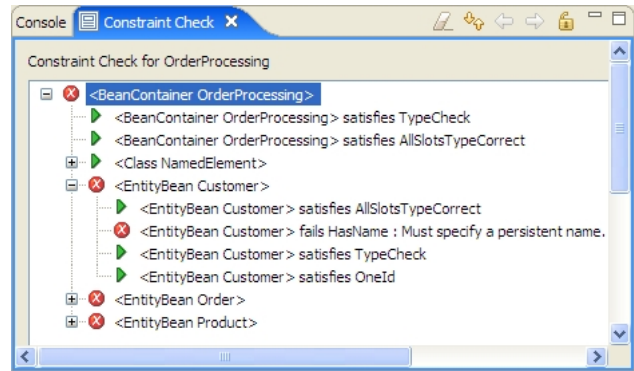 Console Constraint Check
Constraint Check for OrderProcessing
<BeanContainer OrderProcessing>
<BeanContainer OrderProcessing> satisfies TypeCheck
<BeanContainer OrderProcessing> satisfies AllSlotsTypeCorrect
<Class NamedElement>
<EntityBean Customer>
<EntityBean Customer> satisfies AllSlotsTypeCorrect
<EntityBean Customer> fails HasName : Must specify a persistent name.
<EntityBean Customer> satisfies TypeCheck
<EntityBean Customer> satisfies OneId
<EntityBean Order>
<EntityBean Product>